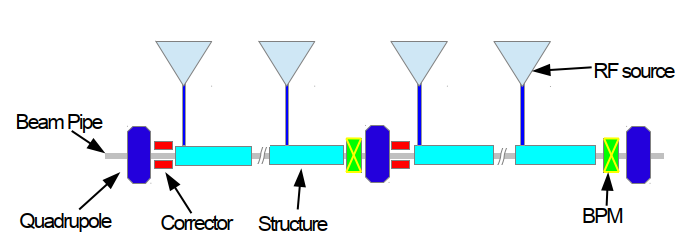 RF source
Beam Pipe
Quadrupole
Corrector
Structure
BPM